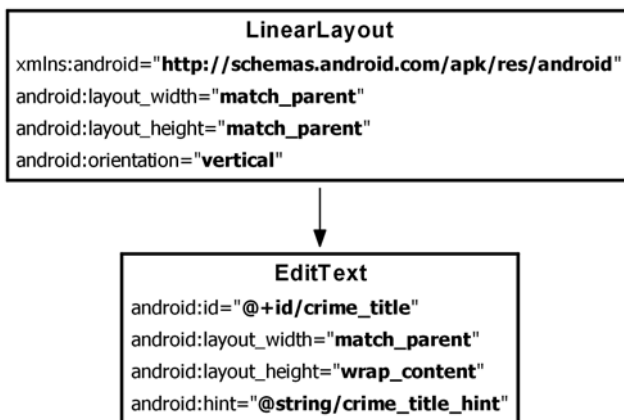 LinearLayout
xmlns:android="http://schemas.android.com/apk/res/android"
android:layout_width="match_parent"
android:layout_height="match_parent"
android:orientation="vertical"
EditText
android:id="@+id/crime_title"
android:layout_width="match_parent"
android:layout_height="wrap_content"
android:hint="@string/crime_title_hint"